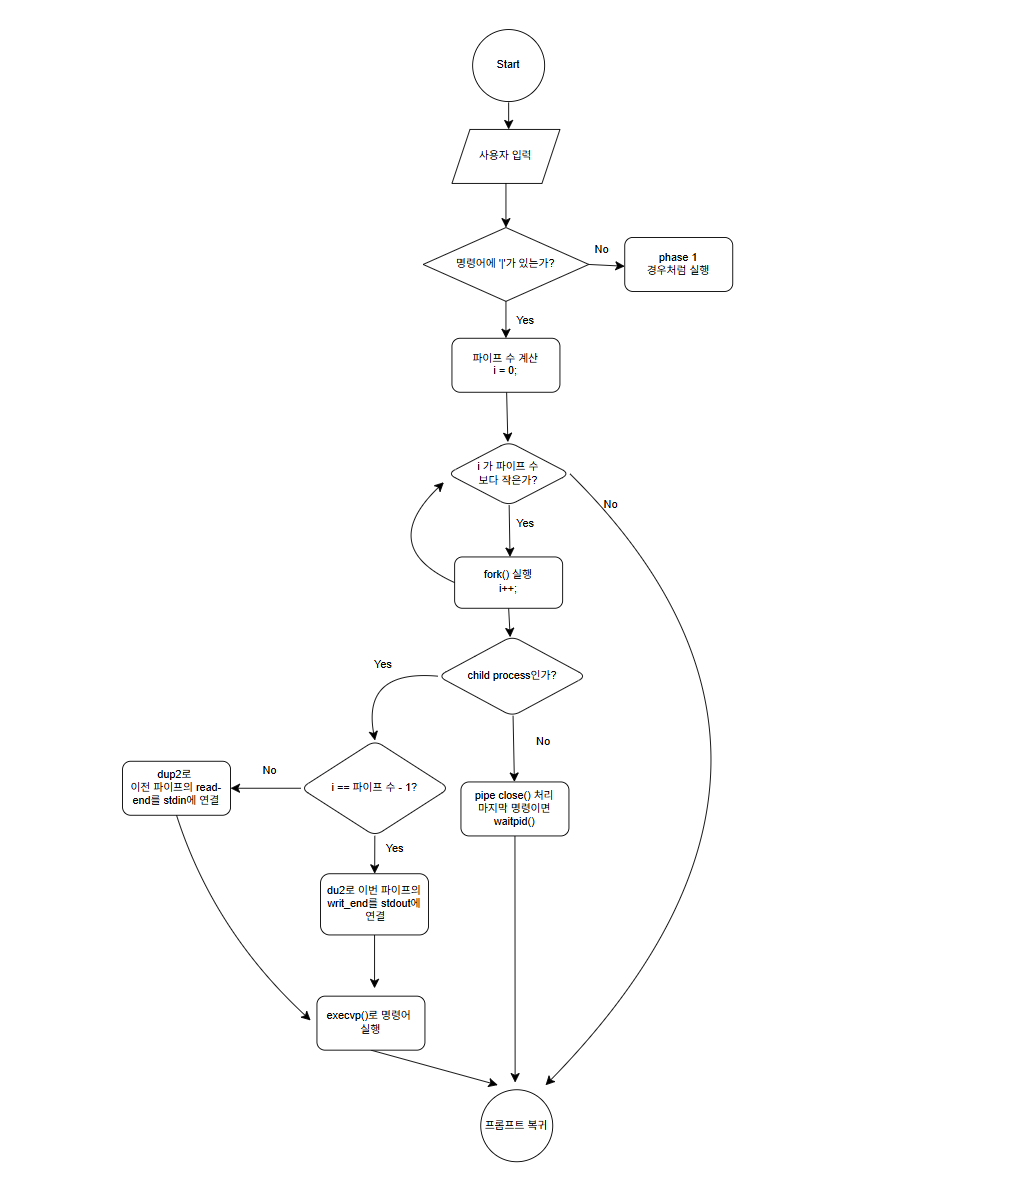 Start
사용자 입력
명령어에 '|'가 있는가?
No
phase 1
경우처럼 실행
Yes
파이프 수 계산
i = 0;
i 가 파이프 수
보다 작은가?
No
Yes
fork() 실행
i++;
child process인가?
Yes
No
i == 파이프 수 - 1?
No
dup2로
이전 파이프의 read-
end를 stdin에 연결
pipe close() 처리
마지막 명령이면
waitpid()
Yes
du2로 이번 파이프의
writ_end를 stdout에
연결
execvp()로 명령어
실행
프롬프트 복귀